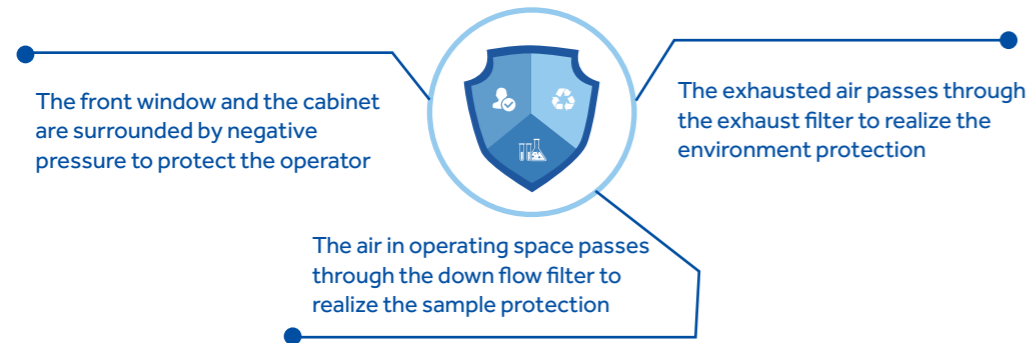 The front window and the cabinet
are surrounded by negative
pressure to protect the operator
The exhausted air passes through
the exhaust filter to realize the
environment protection
The air in operating space passes
through the down flow filter to
realize the sample protection